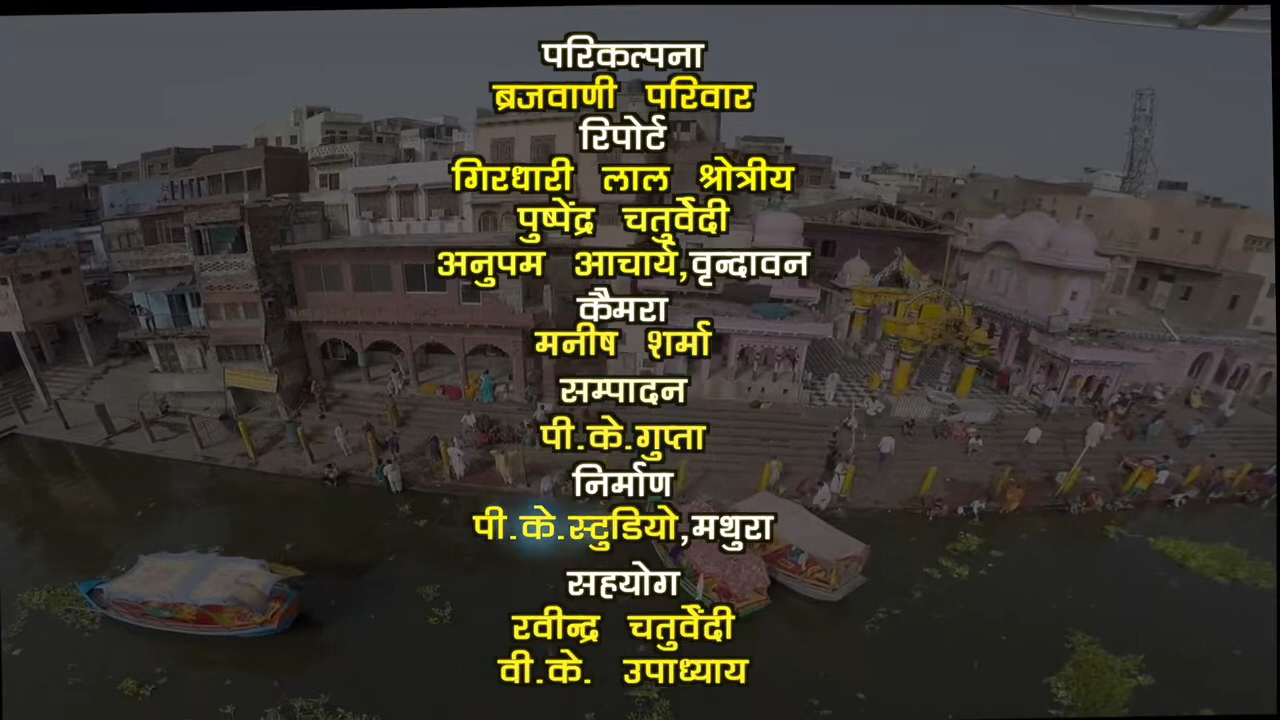 परिकल्पना
ब्रजवाणी परिवार
रिपोर्ट
गिरधारी लाल श्रोत्रीय
पुष्पेंद्र चतुर्वेदी
अनुपम आचार्य,वृन्दावन
कैमरा
मनीष शर्मा
सम्पादन
पी.के.गुप्ता
निर्माण
पी.के.स्टुडियो,मथुरा
सहयोग
रवीन्द्र चतुर्वेदी
वी.के. उपाध्याय